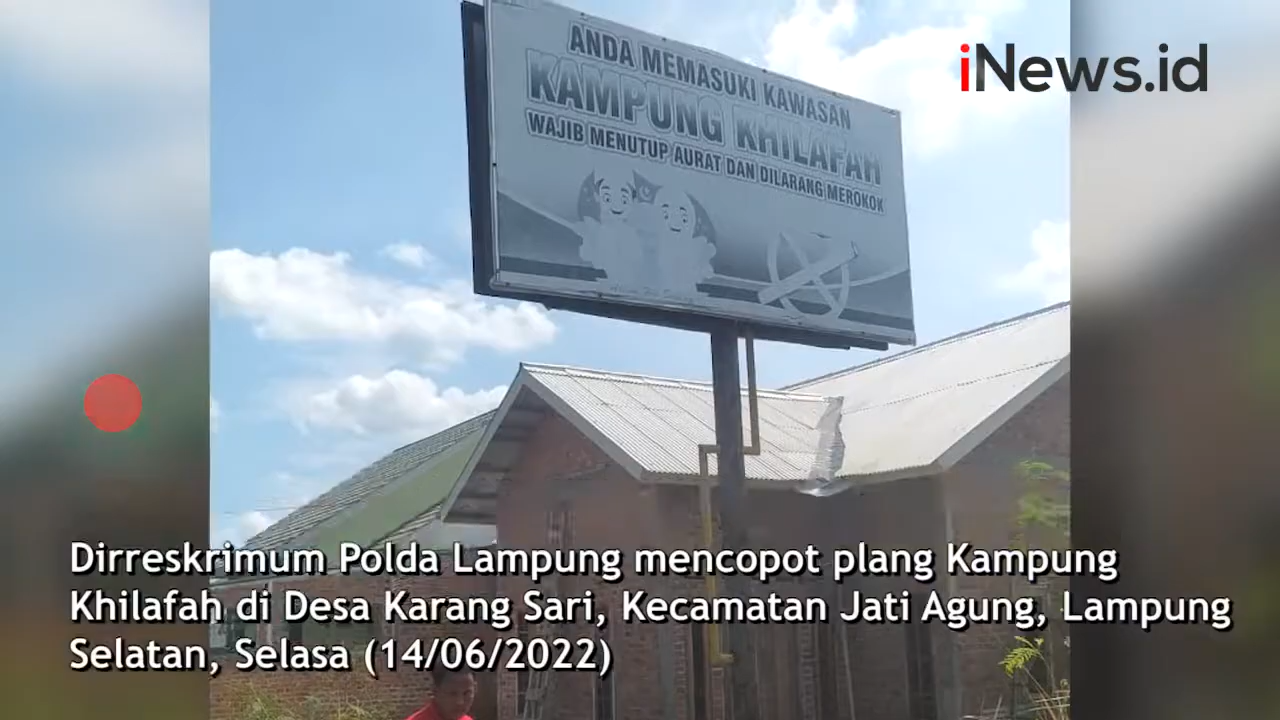 ANDA MEMASUKI KAWASAN
KAMPUNG KHILAFAH
WAJIB MENUTUP AURAT DAN DILARANG MEROKOK
iNews.id
Dirreskrimum Polda Lampung mencopot plang Kampung
Khilafah di Desa Karang Sari, Kecamatan Jati Agung, Lampung
Selatan, Selasa (14/06/2022)